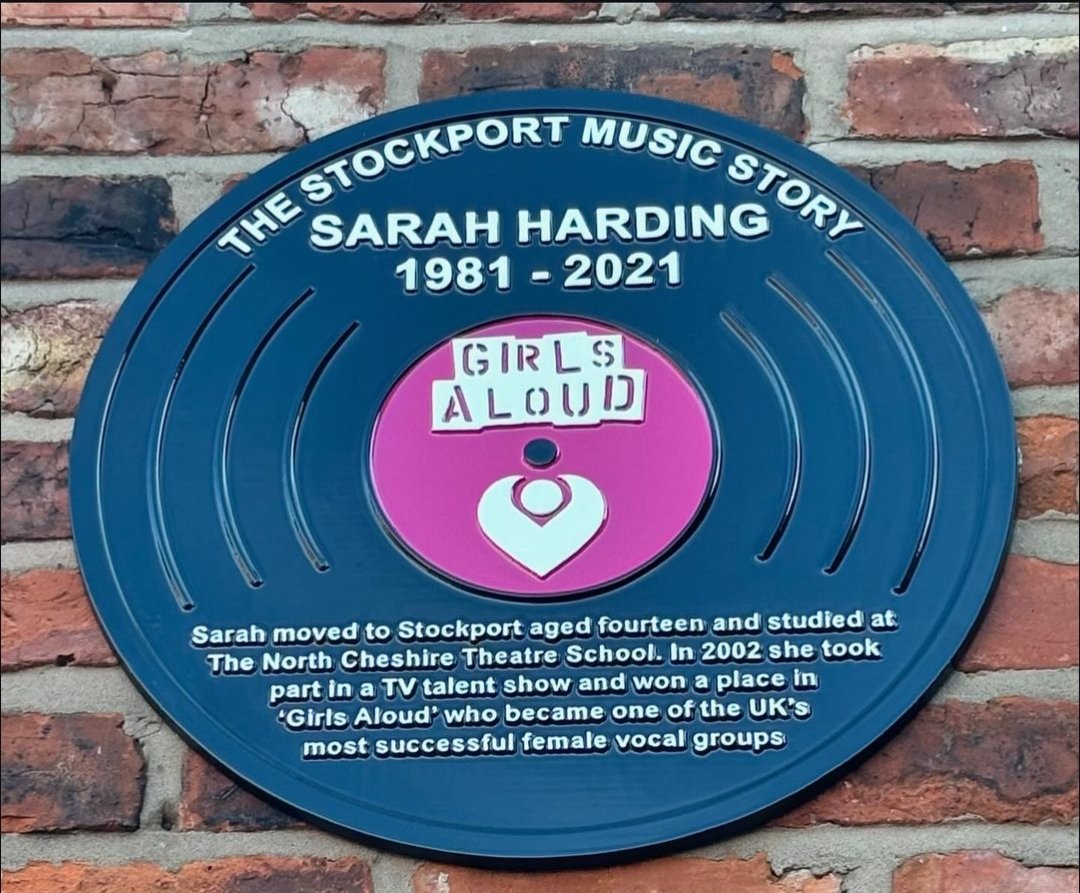 THE STOCKPORT MUSIC STORY
SARAH HARDING
1981 - 2021
GIRLS
ALOUD
Sarah moved to Stockport aged fourteen and studied at
The North Cheshire Theatre School. In 2002 she took
part in a TV talent show and won a place in
‘Girls Aloud’ who became one of the UK’s
most successful female vocal groups